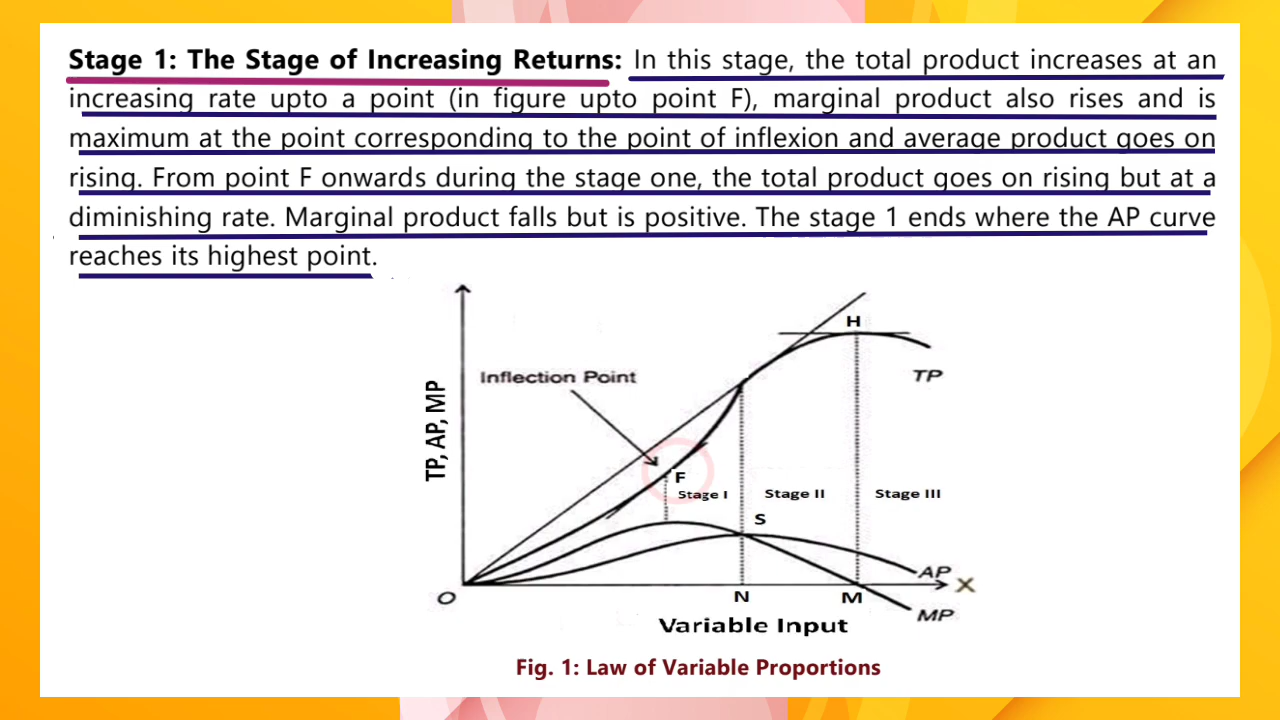 Stage 1: The Stage of Increasing Returns: In this stage, the total product increases at an
increasing rate upto a point (in figure upto point F), marginal product also rises and is
maximum at the point corresponding to the point of inflexion and average product goes on
rising. From point F onwards during the stage one, the total product goes on rising but at a
diminishing rate. Marginal product falls but is positive. The stage 1 ends where the AP curve
reaches its highest point.
H
Inflection Point
TP
TP, AP, MP
F
Stage I
Stage II
Stage III
S
AP
X
O
N
M
MP
Variable Input
Fig. 1: Law of Variable Proportions